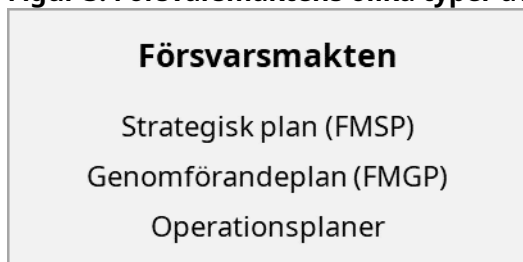 Försvarsmakten
Strategisk plan (FMSP)
Genomförandeplan (FMGP)
Operationsplaner